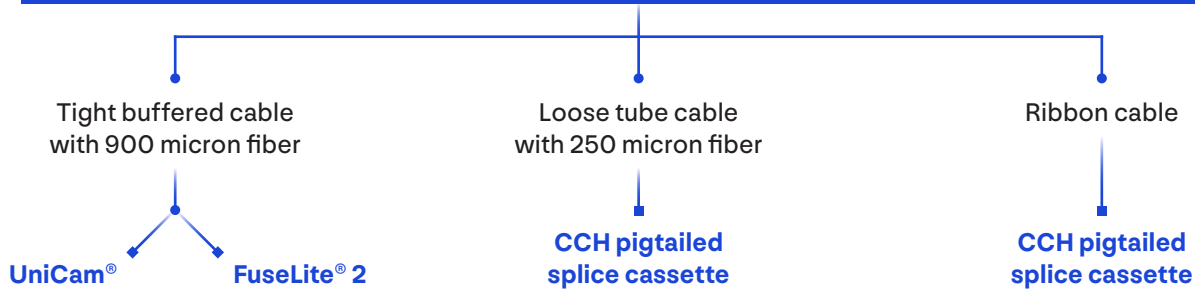 Tight buffered cable
with 900 micron fiber
Loose tube cable
with 250 micron fiber
Ribbon cable
UniCam®
FuseLite® 2
CCH pigtailed
splice cassette
CCH pigtailed
splice cassette